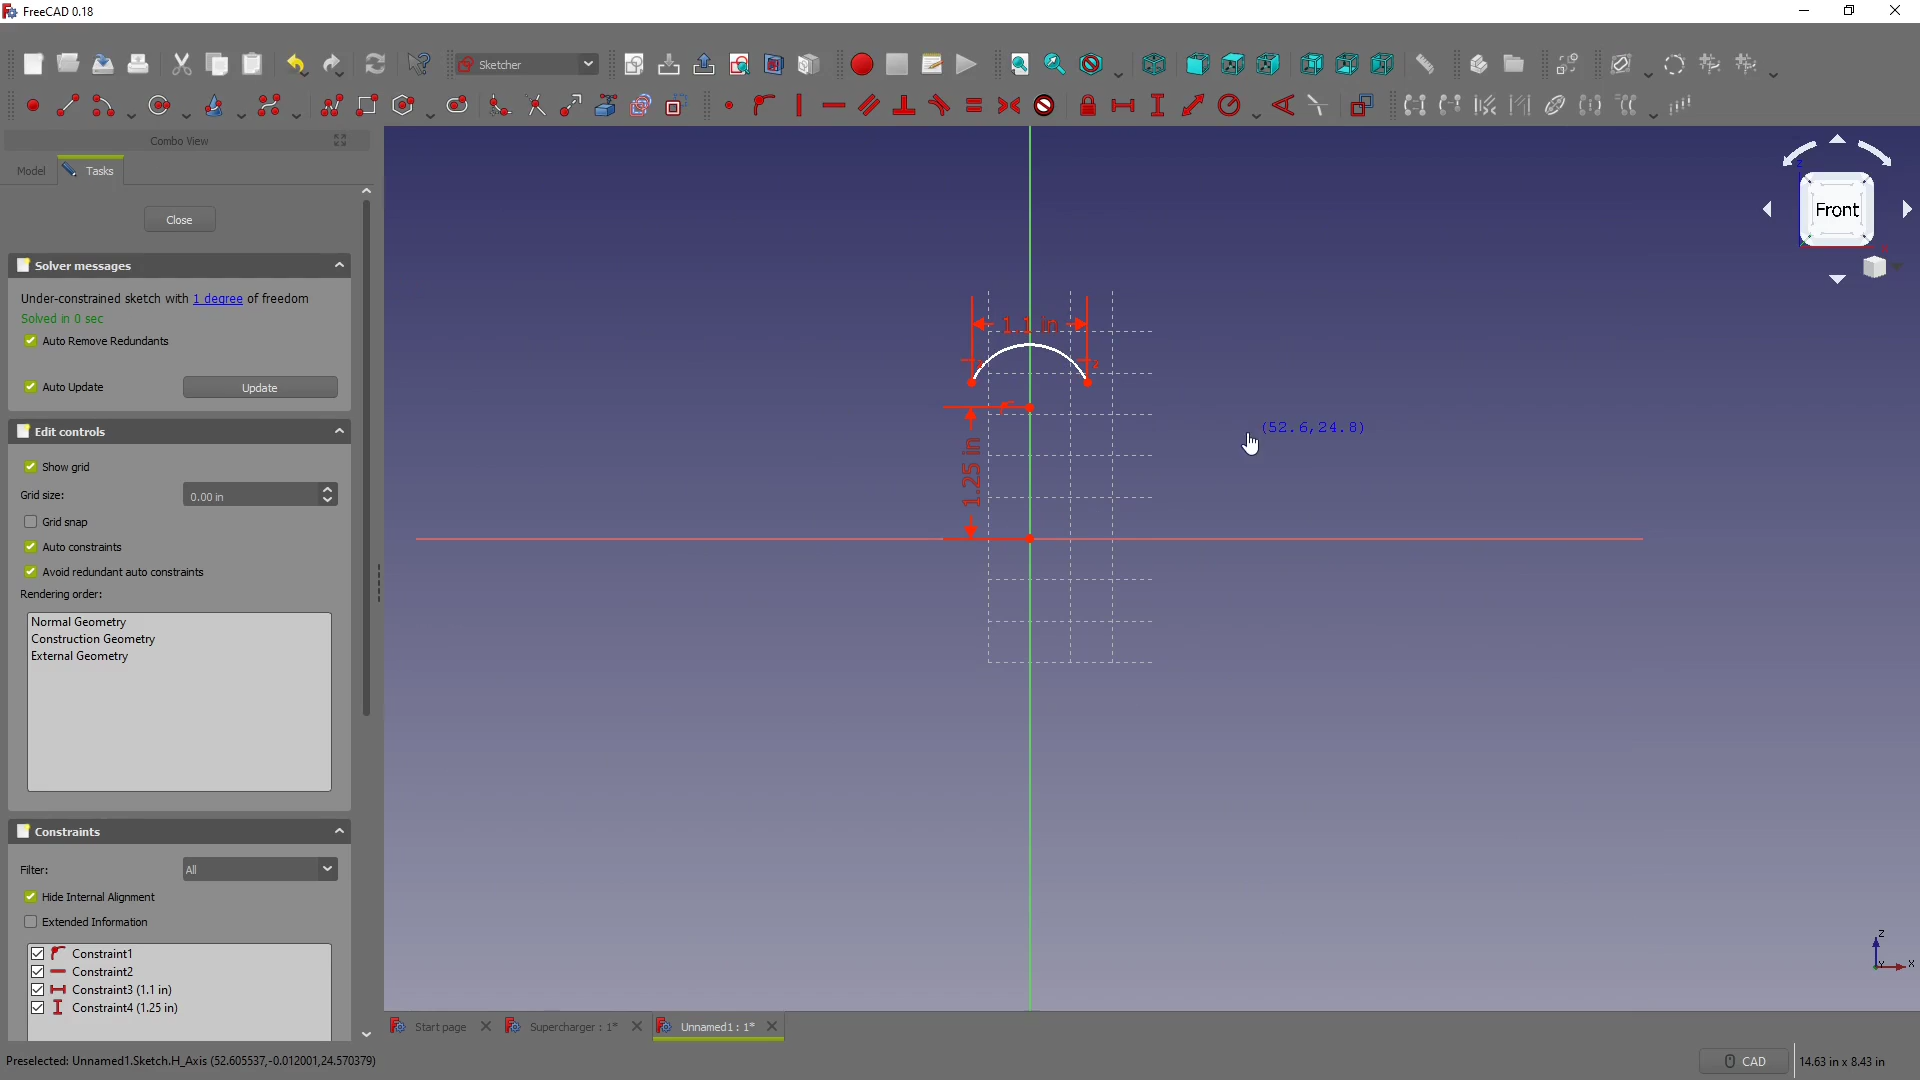 FreeCAD 0.18
Sketcher
Combo View
Model
Tasks
Close
Solver messages
Under-constrained sketch with 1 degree of freedom
Solved in 0 sec
Auto Remove Redundants
Auto Update
Update
Edit controls
Show grid
Grid size:
0.00 in
Grid snap
Auto constraints
Avoid redundant auto constraints
Rendering order:
Normal Geometry
Construction Geometry
External Geometry
Constraints
Filter:
All
Hide Internal Alignment
Extended Information
Constraint1
Constraint2
Constraint3 (1.1 in)
Constraint4 (1.25 in)
1.1 in
2
1.25 in
(52.6,24.8)
Front
Z
X
Y
Start page
Supercharger : 1*
Unnamed1 : 1*
Preselected: Unnamed1.Sketch.H_Axis (52.605537,-0.012001,24.570379)
CAD
14.63 in x 8.43 in